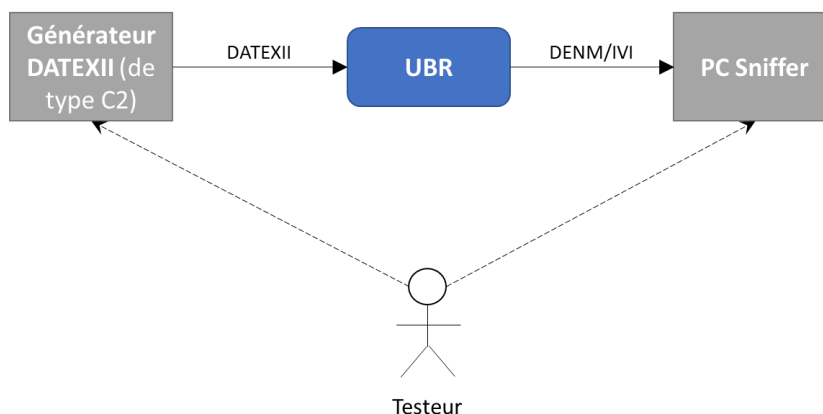 Générateur
DATEXII (de
type C2)
DATEXII
UBR
DENM/IVI
PC Sniffer
Testeur